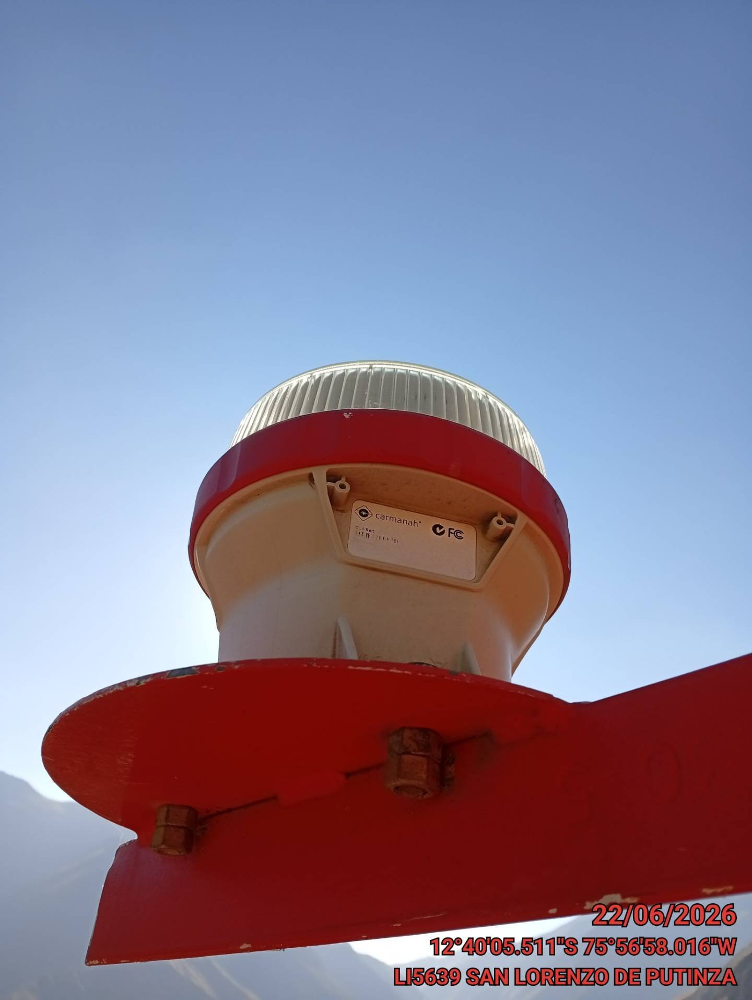 carmanah®
FC
22/06/2026
12°40'05.511"S 75°56'58.016"W
LI5639 SAN LORENZO DE PUTINZA